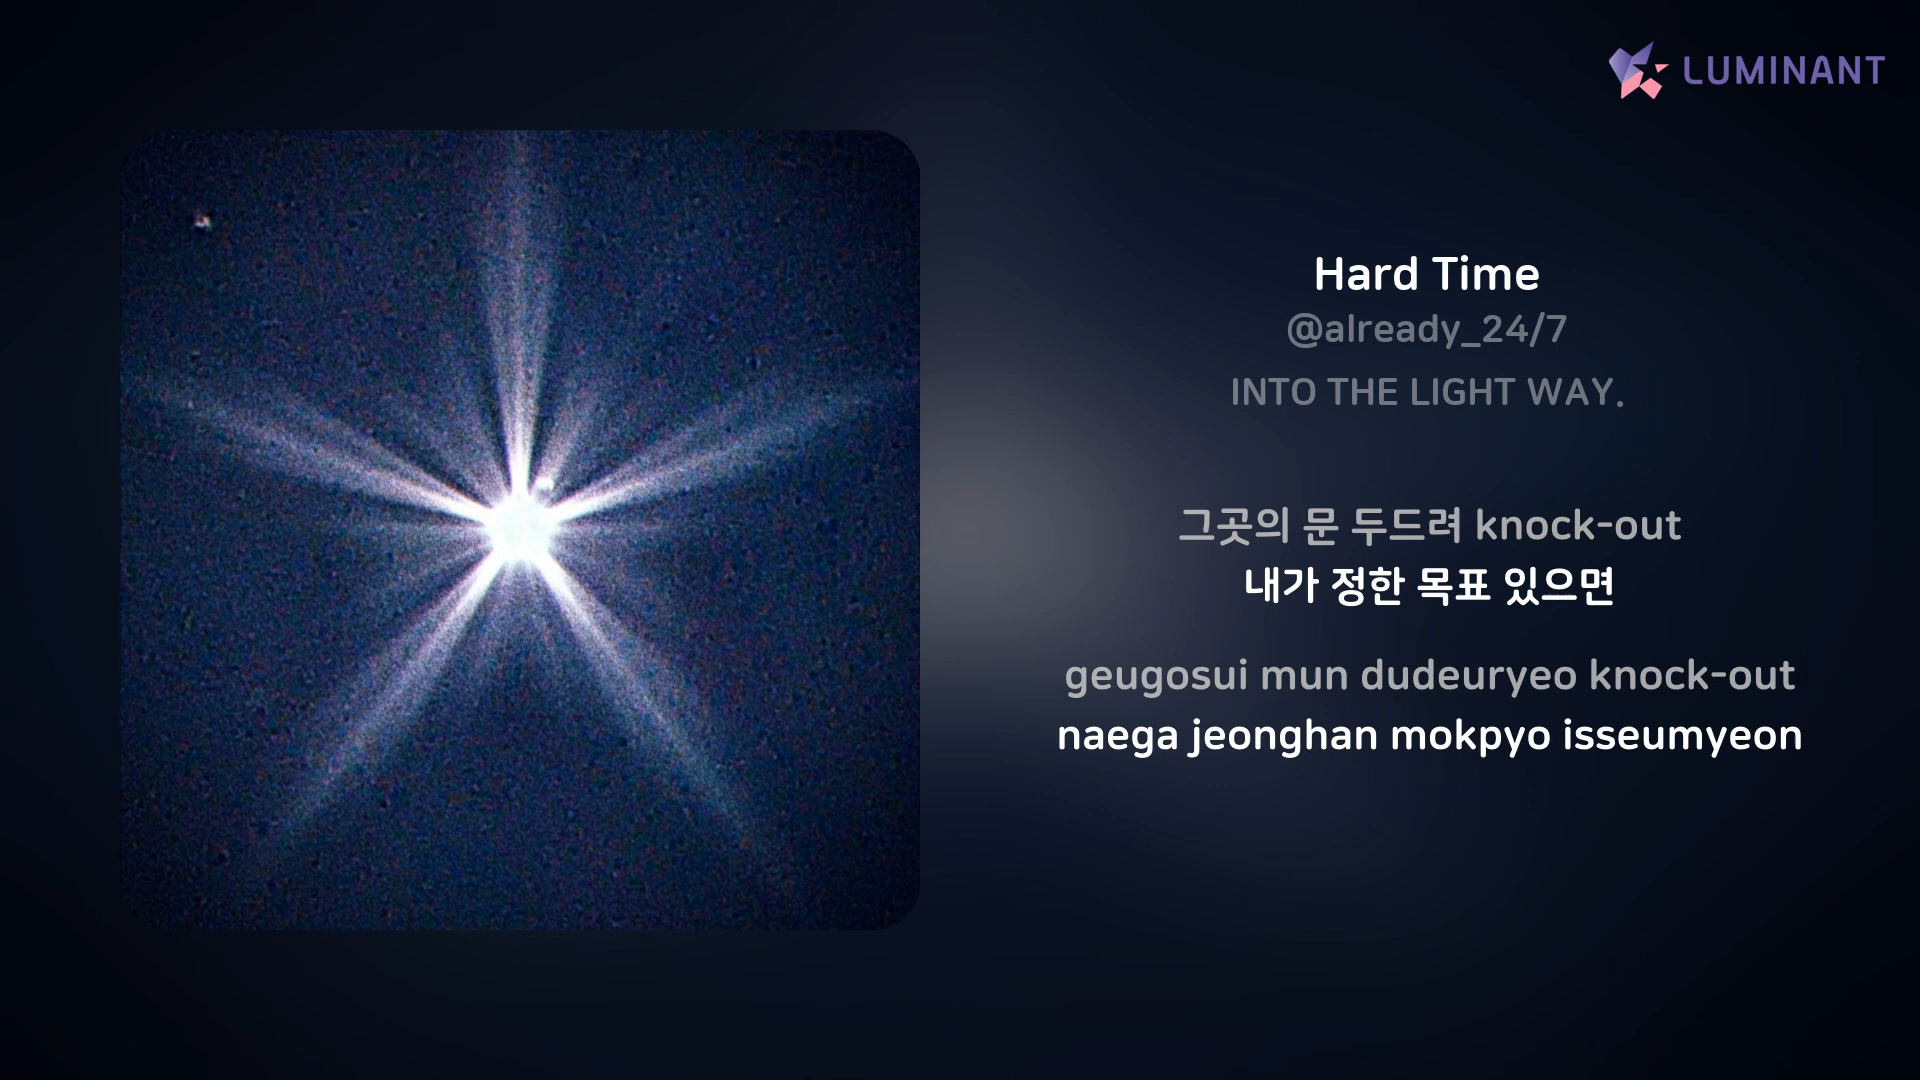 LUMINANT
Hard Time
@already_24/7
INTO THE LIGHT WAY.
그곳의 문 두드려 knock-out
내가 정한 목표 있으면
geugosui mun dudeuryeo knock-out
naega jeonghan mokpyo isseumyeon